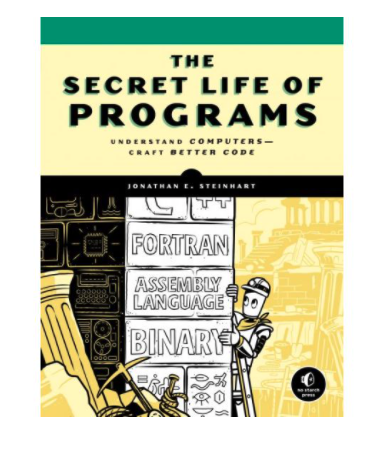 THE
SECRET LIFE OF
PROGRAMS
UNDERSTAND COMPUTERS—
CRAFT BETTER CODE
JONATHAN E. STEINHART
C ++
FORTRAN
ASSEMBLY
LANGUAGE
BINARY
no starch
press